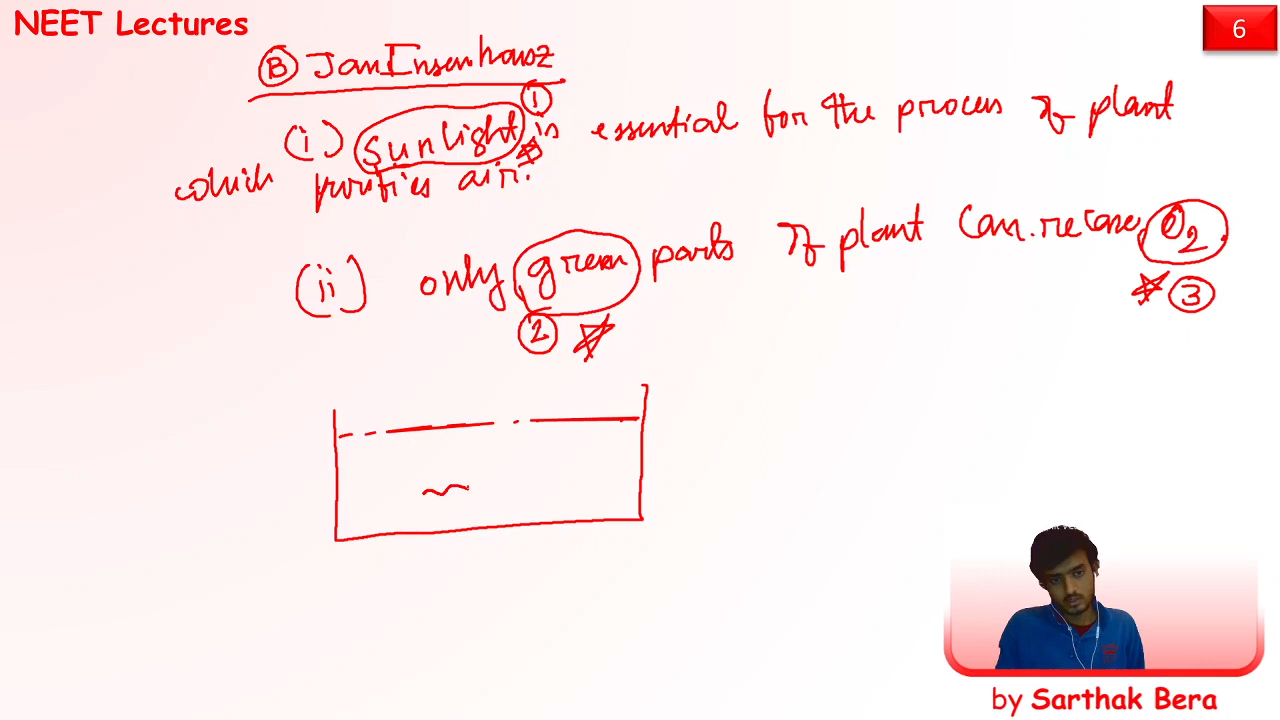 NEET Lectures
6
B Jan Ingenhousz
1
(i) Sunlight is essential for the process of plant
which purifies air.
(ii) only green parts of plant can release O2.
2
3
by Sarthak Bera